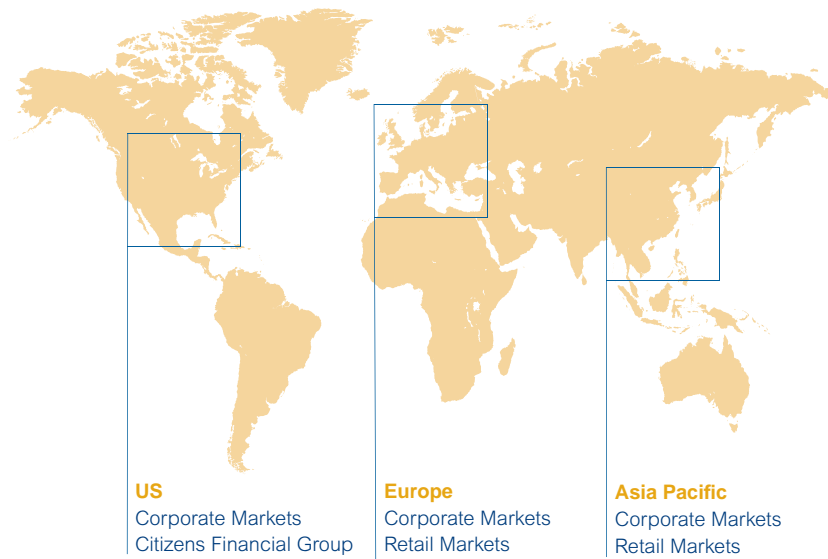 US
Corporate Markets
Citizens Financial Group
Europe
Corporate Markets
Retail Markets
Asia Pacific
Corporate Markets
Retail Markets